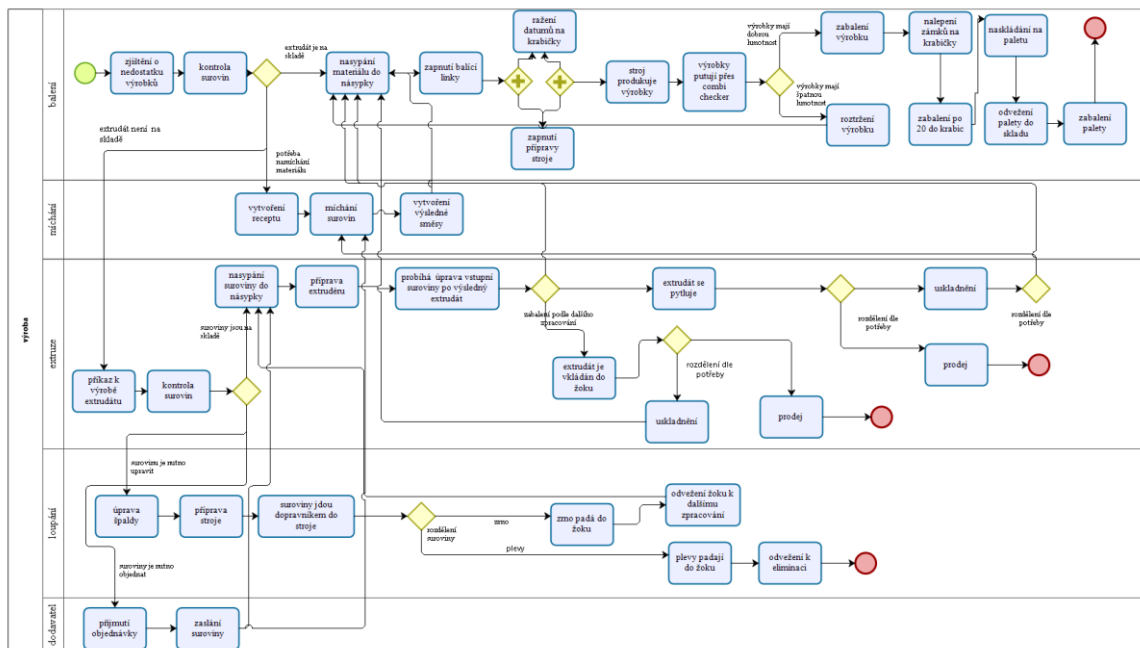 výroba
balení
zjištění o
nedostatku
výrobků
kontrola
surovin
extrudát je na
skladě
nasypání
materiálu do
násypky
zapnutí balící
linky
ražení
datumů na
krabičky
zapnutí
přípravy
stroje
stroj
produkuje
výrobky
výrobky
putují přes
combi
checker
výrobky mají
dobrou
hmotnost
výrobky mají
špatnou
hmotnost
zabalení
výrobku
roztržení
výrobku
nalepení
zámků na
krabičky
zabalení po
20 do krabic
naskládání na
paletu
odvežení
palety do
skladu
zabalení
palety
extrudát není na
skladě
potřeba
namíchání
materiálu
míchání
vytvoření
receptu
míchání
surovin
vytvoření
výsledné
směsy
extruze
nasypání
suroviny do
násypky
příprava
extruděru
probíhá úprava vstupní
suroviny po výsledný
extrudát
extrudát se
pytluje
uskladnění
rozdělení dle
potřeby
rozdělení dle
potřeby
zabalení podle dalšího
zpracování
suroviny jsou na
skladě
extrudát je
vkládán do
žoku
rozdělení dle
potřeby
prodej
příkaz k
výrobě
extrudátu
kontrola
surovin
uskladnění
prodej
loupání
surovinu je nutno
upravit
úprava
špaldy
příprava
stroje
suroviny jdou
dopravníkem do
stroje
rozdělení
suroviny
zrno
zrno padá do
žoku
odvežení žoku k
dalšímu
zpracování
plevy
plevy padají
do žoku
odvežení k
eliminaci
suroviny je nutno
objednat
dodavatel
přijmutí
objednávky
zaslání
suroviny